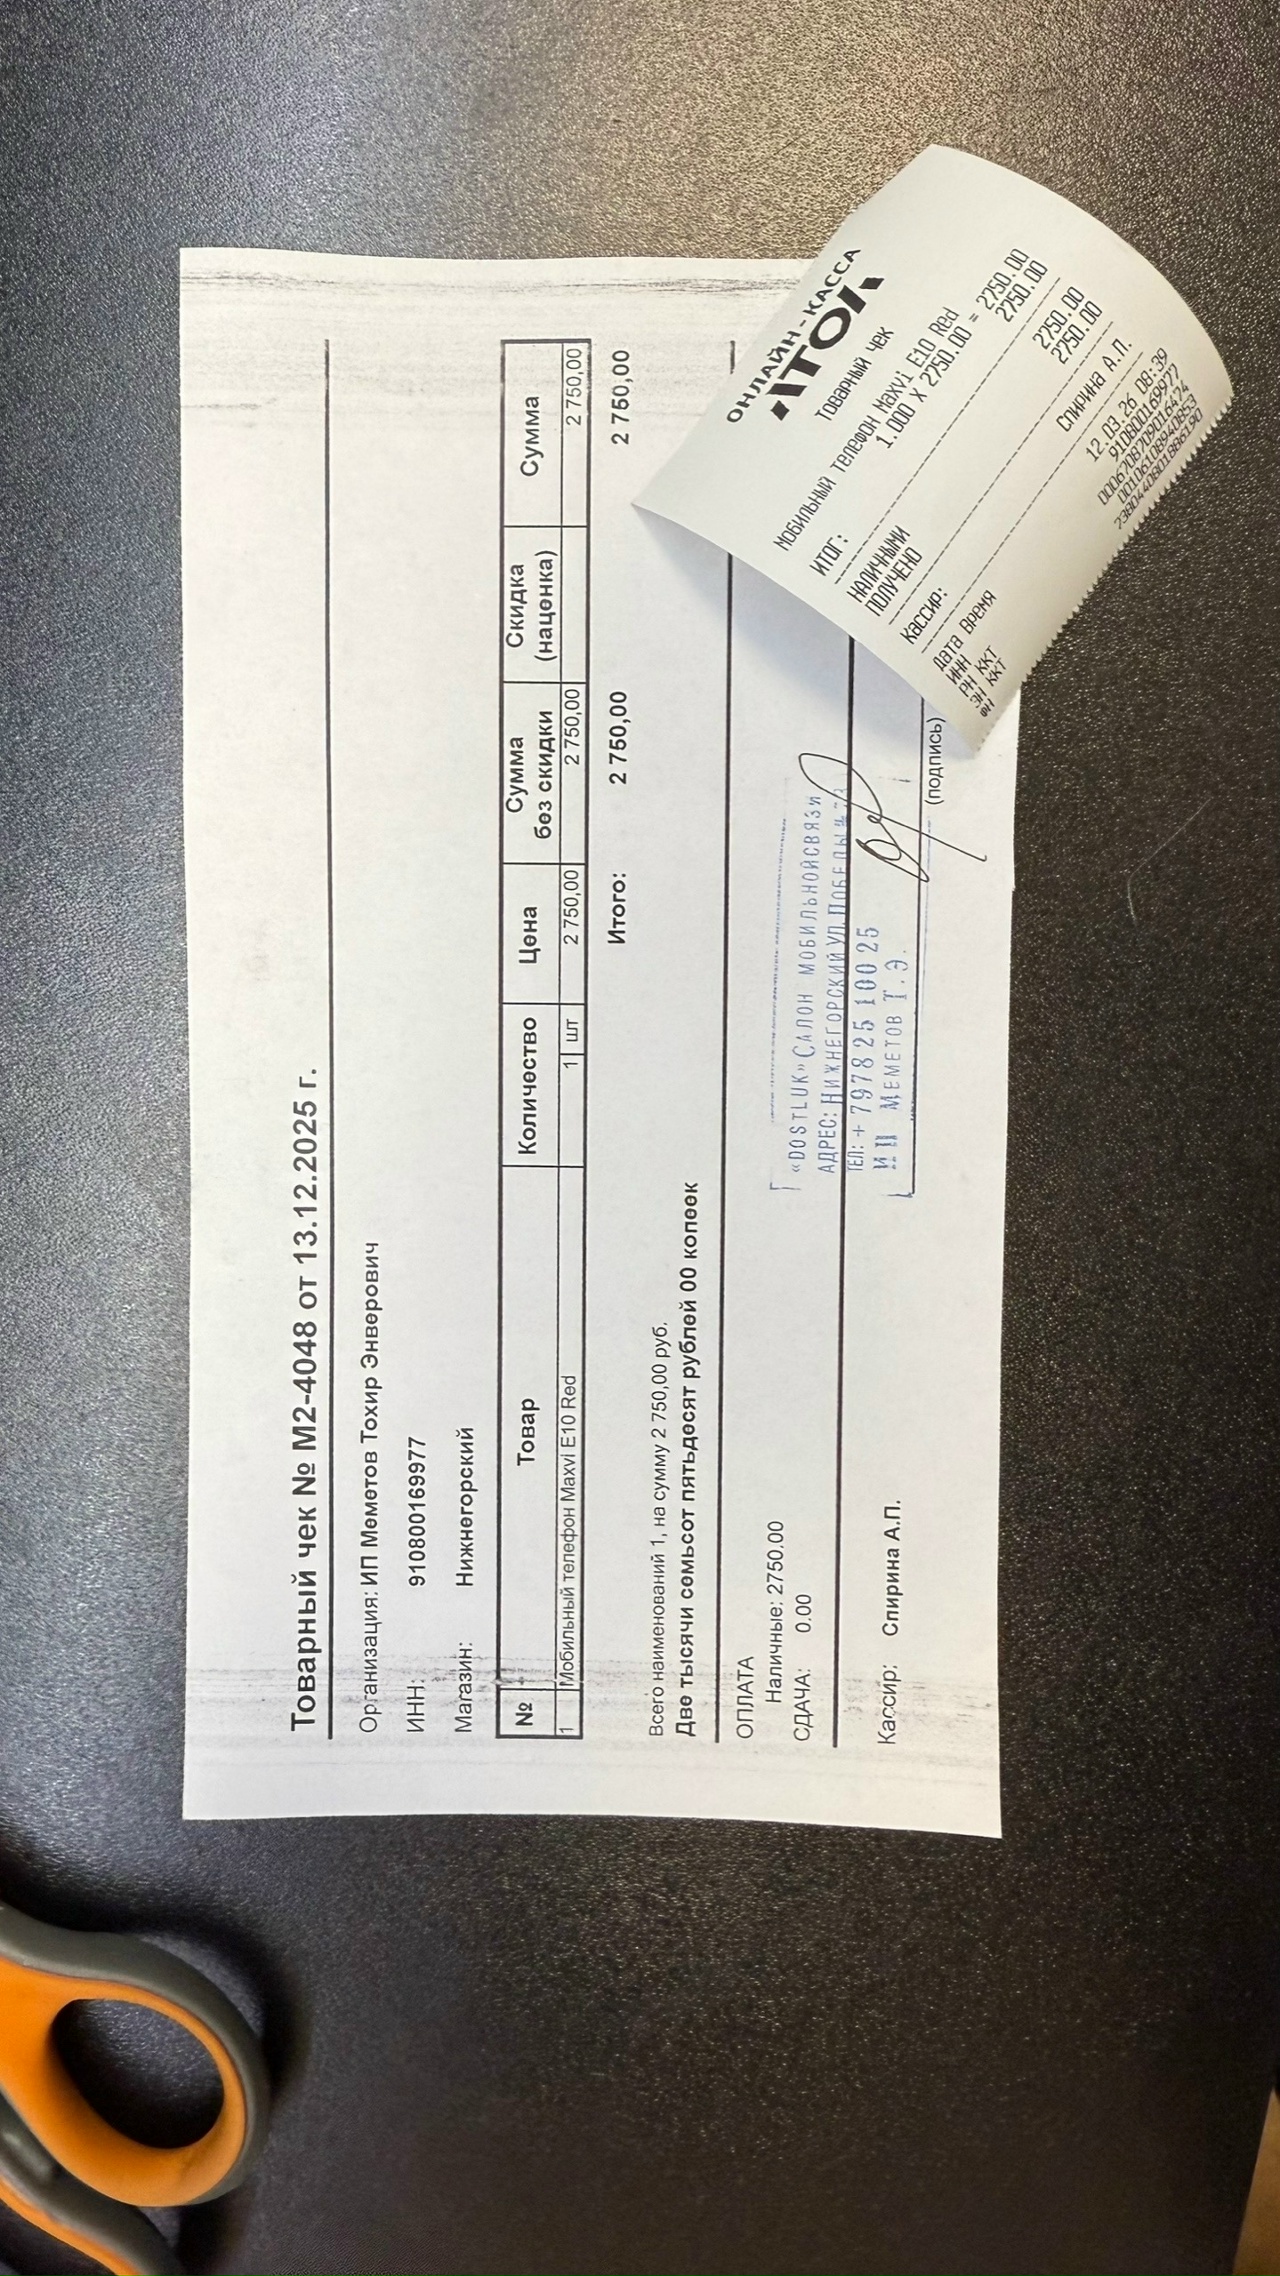 Товарный чек № М2-4048 от 13.12.2025 г.
Организация: ИП Меметов Тохир Энверович
ИНН: 910800169977
Магазин: Нижнегорский
№ Товар Количество Цена Сумма без скидки Скидка (наценка) Сумма
1 Мобильный телефон Maxvi E10 Red 1 шт 2 750,00 2 750,00 2 750,00
Итого: 2 750,00 2 750,00
Всего наименований 1, на сумму 2 750,00 руб.
Две тысячи семьсот пятьдесят рублей 00 копеек
ОПЛАТА
Наличные: 2750.00
СДАЧА: 0.00
Кассир: Спирина А.П.
(подпись)
«DOSTLUK» САЛОН МОБИЛЬНОЙСВЯЗИ
АДРЕС: НИЖНЕГОРСКИЙ УЛ. ПОБЕДЫ
ТЕЛ: + 7978 25 100 25
ИП МЕМЕТОВ Т.Э.
ОНЛАЙН-КАССА
АТОЛ
Товарный чек
Мобильный телефон Maxvi E10 Red
1.000 X 2750.00 = 2750.00
ИТОГ: 2750.00
НАЛИЧНЫМИ 2750.00
ПОЛУЧЕНО 2750.00
Кассир: Спирина А.П.
Дата Время 12.03.26 08:39
ИНН 910800169977
РН ККТ 0006708709016474
ЗН ККТ 00106108940853
ФН 7380440801886190